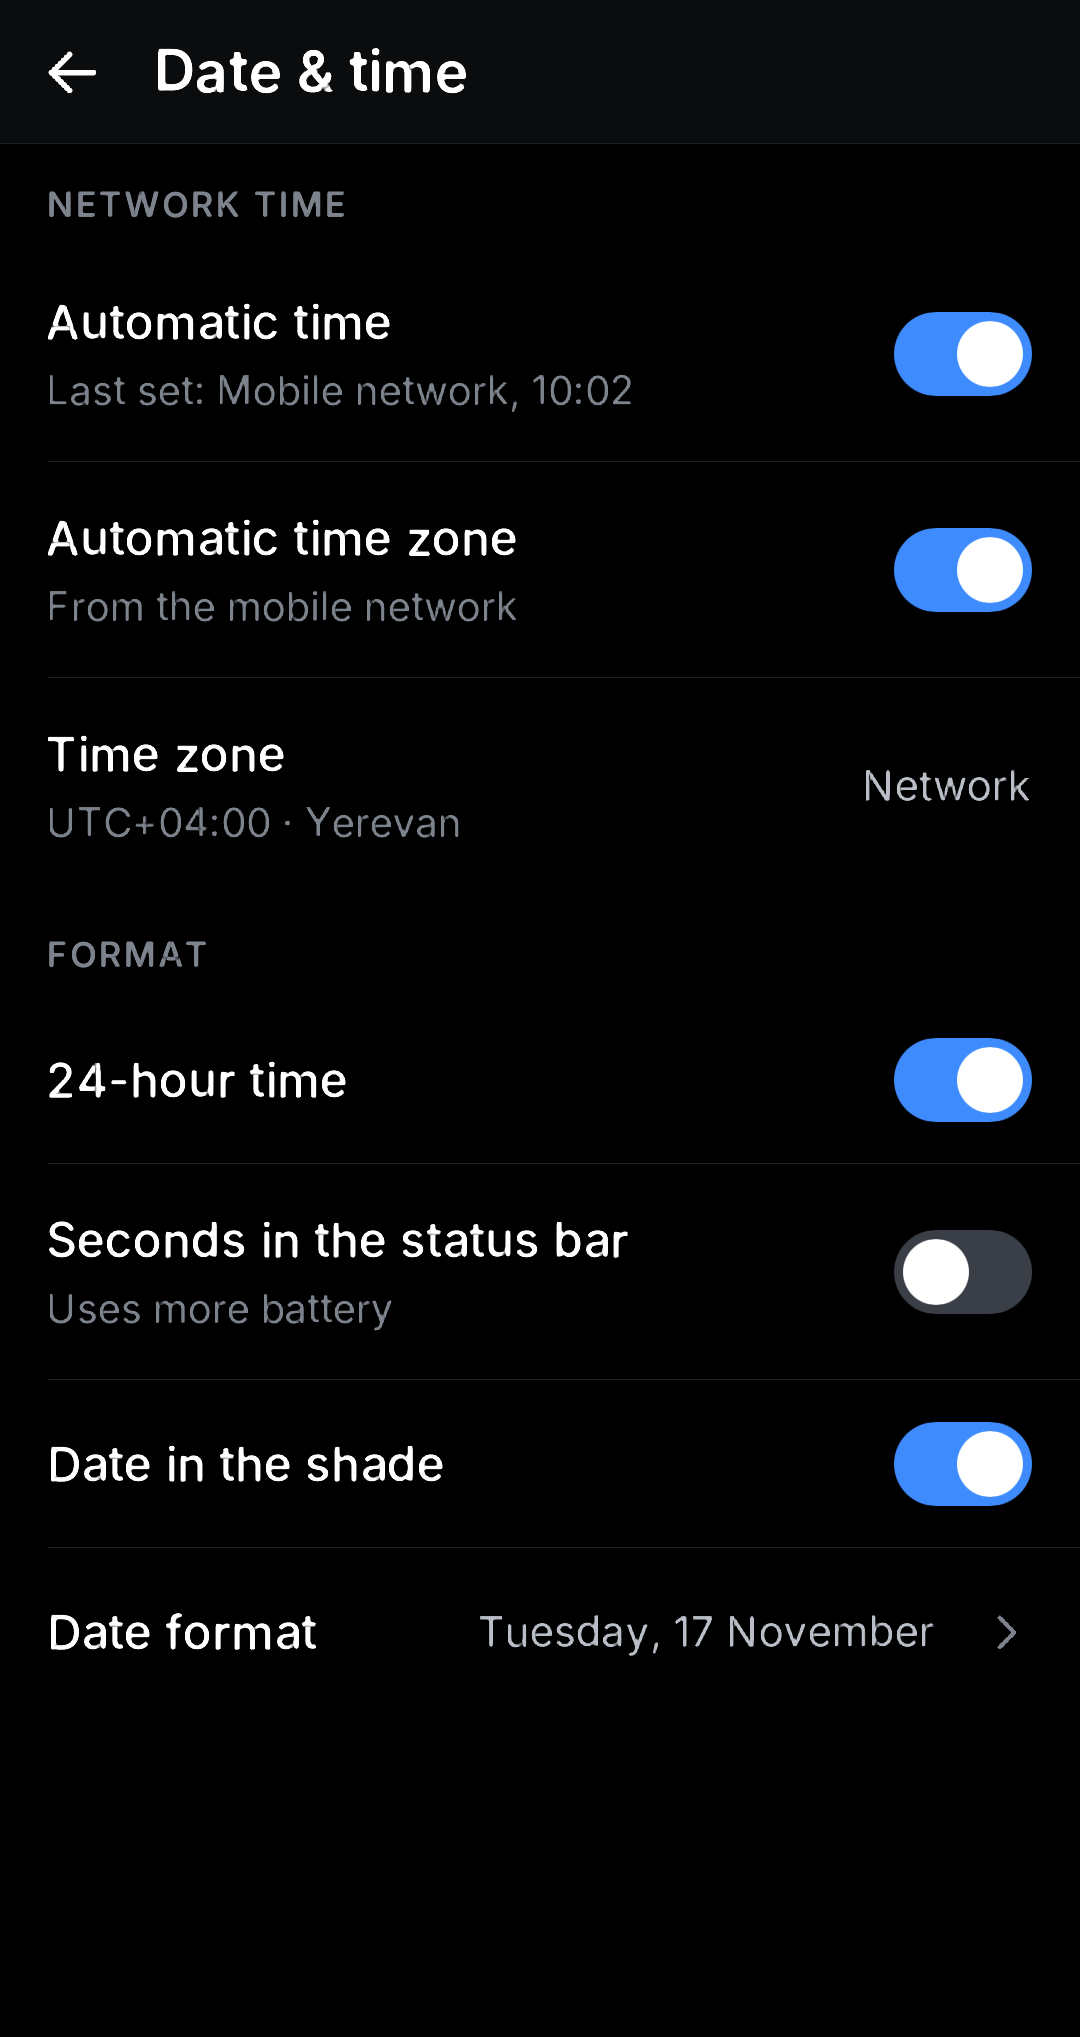 Date & time
NETWORK TIME
Automatic time
Last set: Mobile network, 10:02
Automatic time zone
From the mobile network
Time zone
UTC+04:00 · Yerevan
Network
FORMAT
24-hour time
Seconds in the status bar
Uses more battery
Date in the shade
Date format
Tuesday, 17 November